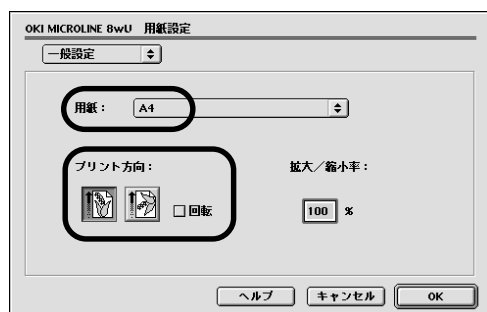 OKI MICROLINE 8wU 用紙設定
一般設定
用紙： A4
プリント方向： 拡大／縮小率：
回転 100 %
ヘルプ キャンセル OK